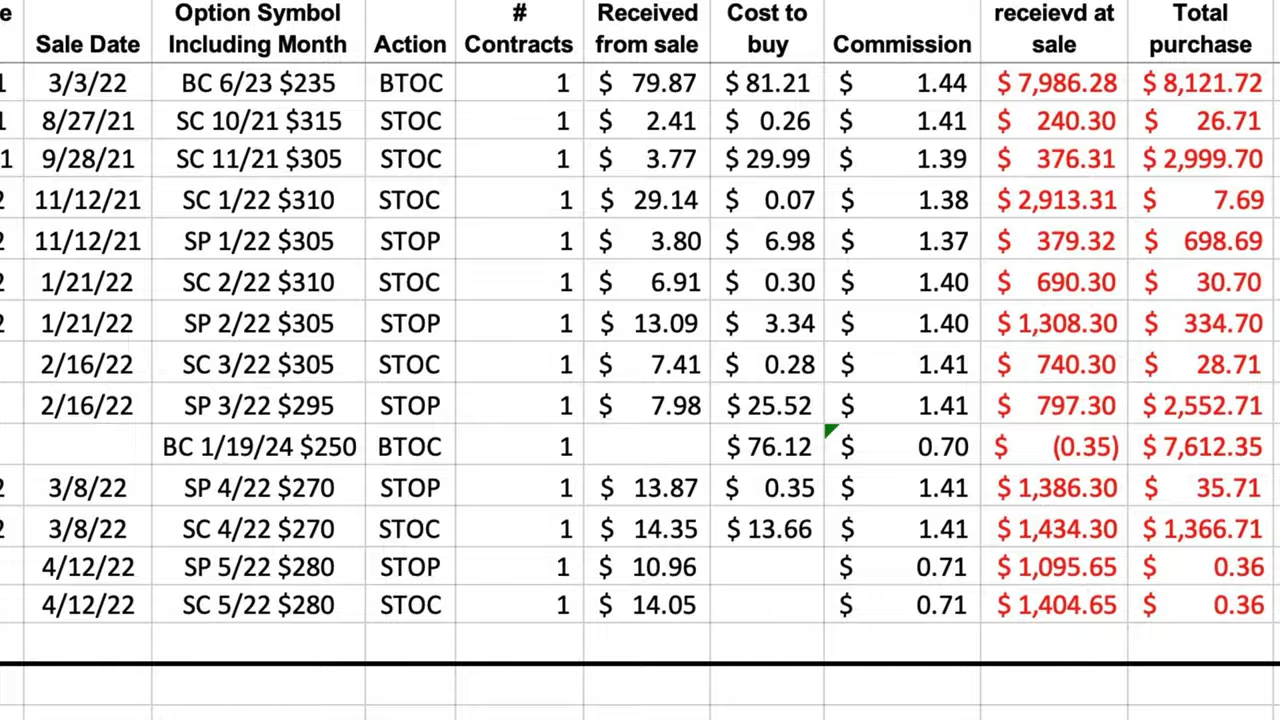 e Sale Date Option Symbol Including Month Action # Contracts Received from sale Cost to buy Commission receievd at sale Total purchase
1 3/3/22 BC 6/23 $235 BTOC 1 $ 79.87 $ 81.21 $ 1.44 $ 7,986.28 $ 8,121.72
1 8/27/21 SC 10/21 $315 STOC 1 $ 2.41 $ 0.26 $ 1.41 $ 240.30 $ 26.71
1 9/28/21 SC 11/21 $305 STOC 1 $ 3.77 $ 29.99 $ 1.39 $ 376.31 $ 2,999.70
2 11/12/21 SC 1/22 $310 STOC 1 $ 29.14 $ 0.07 $ 1.38 $ 2,913.31 $ 7.69
2 11/12/21 SP 1/22 $305 STOP 1 $ 3.80 $ 6.98 $ 1.37 $ 379.32 $ 698.69
2 1/21/22 SC 2/22 $310 STOC 1 $ 6.91 $ 0.30 $ 1.40 $ 690.30 $ 30.70
2 1/21/22 SP 2/22 $305 STOP 1 $ 13.09 $ 3.34 $ 1.40 $ 1,308.30 $ 334.70
2/16/22 SC 3/22 $305 STOC 1 $ 7.41 $ 0.28 $ 1.41 $ 740.30 $ 28.71
2/16/22 SP 3/22 $295 STOP 1 $ 7.98 $ 25.52 $ 1.41 $ 797.30 $ 2,552.71
BC 1/19/24 $250 BTOC 1 $ 76.12 $ 0.70 $ (0.35) $ 7,612.35
2 3/8/22 SP 4/22 $270 STOP 1 $ 13.87 $ 0.35 $ 1.41 $ 1,386.30 $ 35.71
2 3/8/22 SC 4/22 $270 STOC 1 $ 14.35 $ 13.66 $ 1.41 $ 1,434.30 $ 1,366.71
4/12/22 SP 5/22 $280 STOP 1 $ 10.96 $ 0.71 $ 1,095.65 $ 0.36
4/12/22 SC 5/22 $280 STOC 1 $ 14.05 $ 0.71 $ 1,404.65 $ 0.36